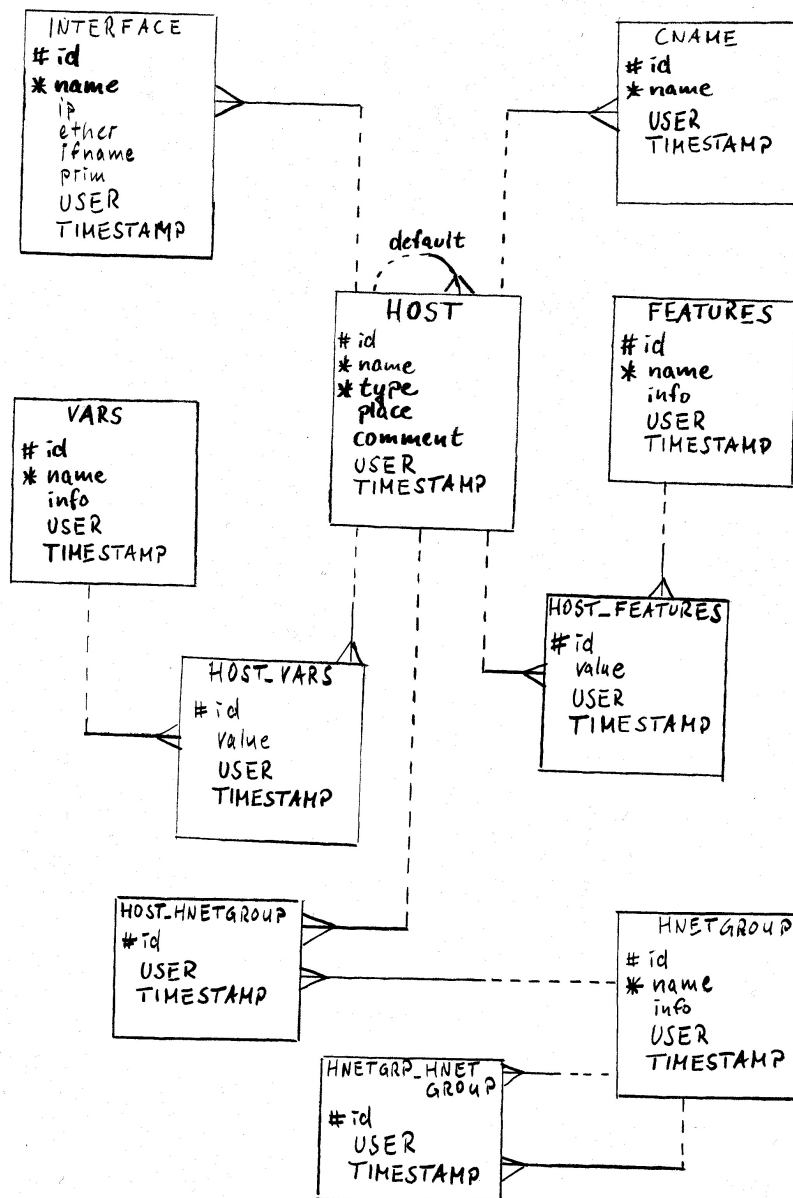 INTERFACE
# id
* name
ip
ether
ifname
prim
USER
TIMESTAMP
CNAME
# id
* name
USER
TIMESTAMP
default
HOST
# id
* name
* type
place
comment
USER
TIMESTAMP
FEATURES
# id
* name
info
USER
TIMESTAMP
VARS
# id
* name
info
USER
TIMESTAMP
HOST_FEATURES
# id
value
USER
TIMESTAMP
HOST_VARS
# id
value
USER
TIMESTAMP
HOST_HNETGROUP
# id
USER
TIMESTAMP
HNETGROUP
# id
* name
info
USER
TIMESTAMP
HNETGRP_HNET
GROUP
# id
USER
TIMESTAMP